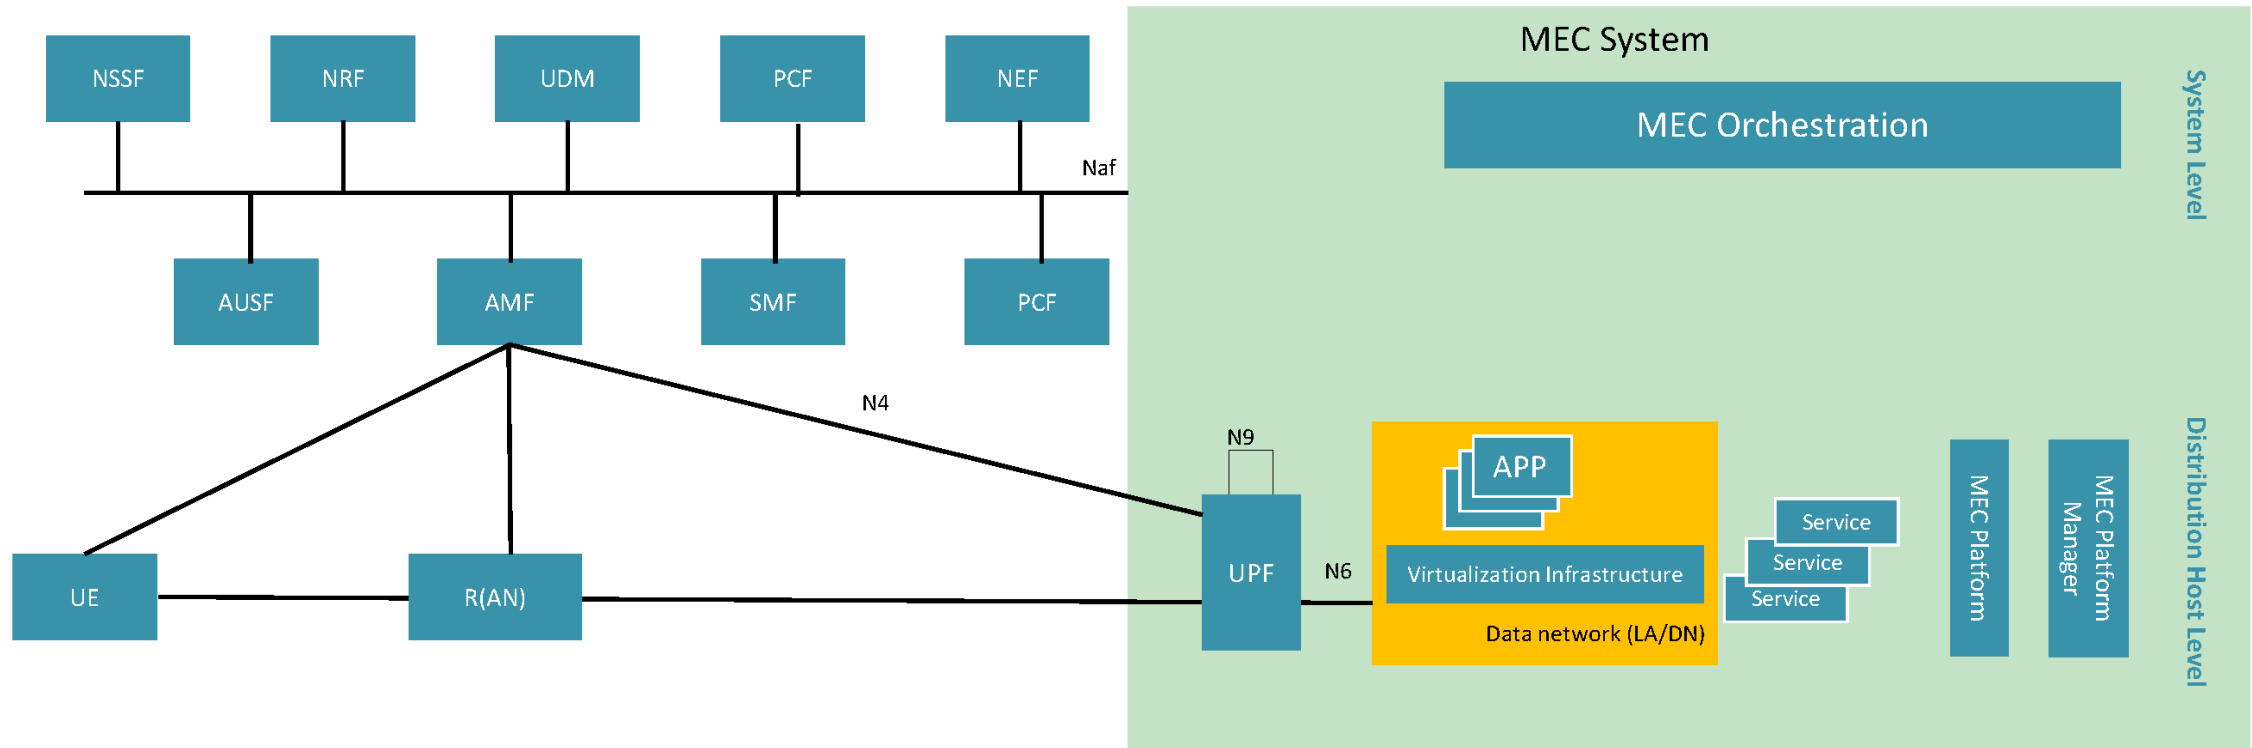 MEC System
NSSF
NRF
UDM
PCF
NEF
MEC Orchestration
System Level
Naf
AUSF
AMF
SMF
PCF
N4
N9
APP
Service
Service
Service
MEC Platform
MEC Platform
Manager
Distribution Host Level
UE
R(AN)
UPF
N6
Virtualization Infrastructure
Data network (LA/DN)